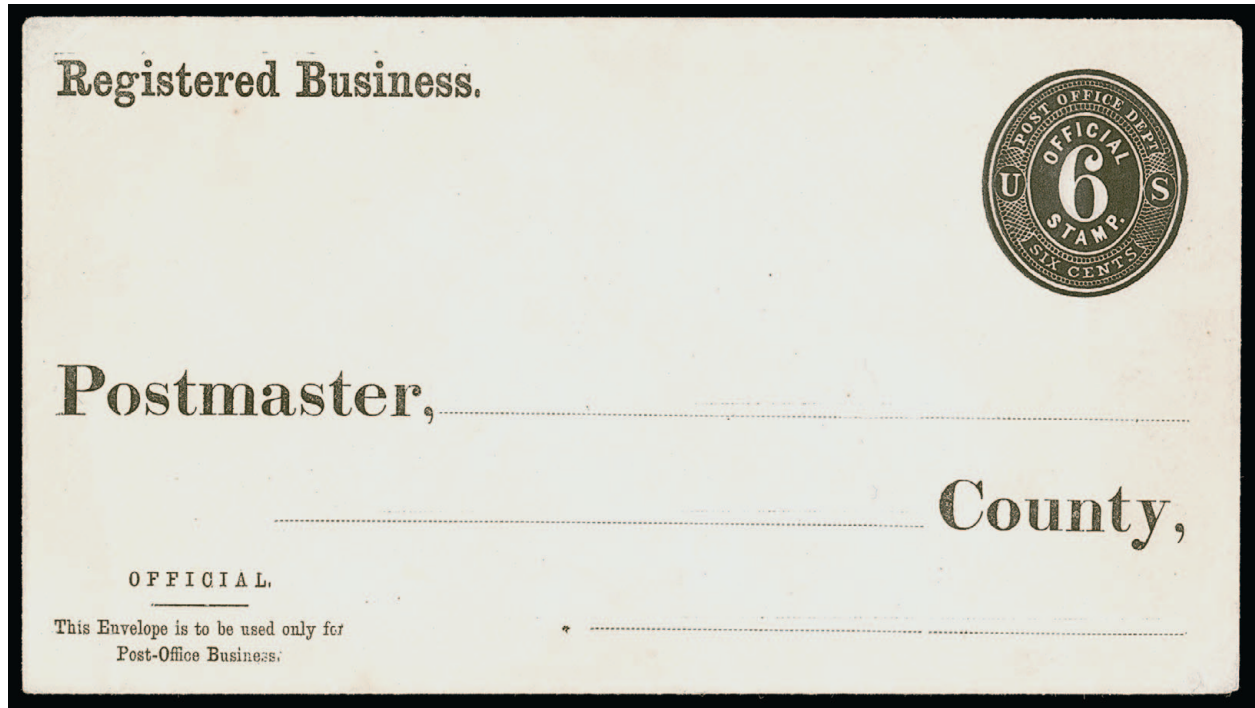 Registered Business.
POST OFFICE DEPT
OFFICIAL
U 6 S
STAMP.
SIX CENTS
Postmaster,
County,
OFFICIAL.
This Envelope is to be used only for
Post-Office Business.